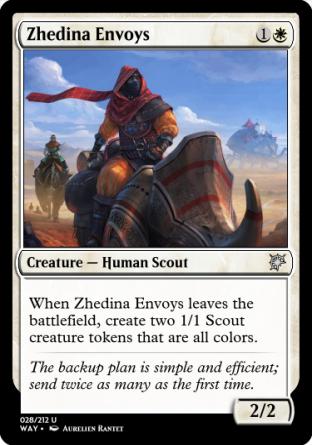 Zhedina Envoys 1
Creature — Human Scout
When Zhedina Envoys leaves the
battlefield, create two 1/1 Scout
creature tokens that are all colors.
The backup plan is simple and efficient;
send twice as many as the first time.
2/2
028/212 U
WAY • Aurelien Rantet